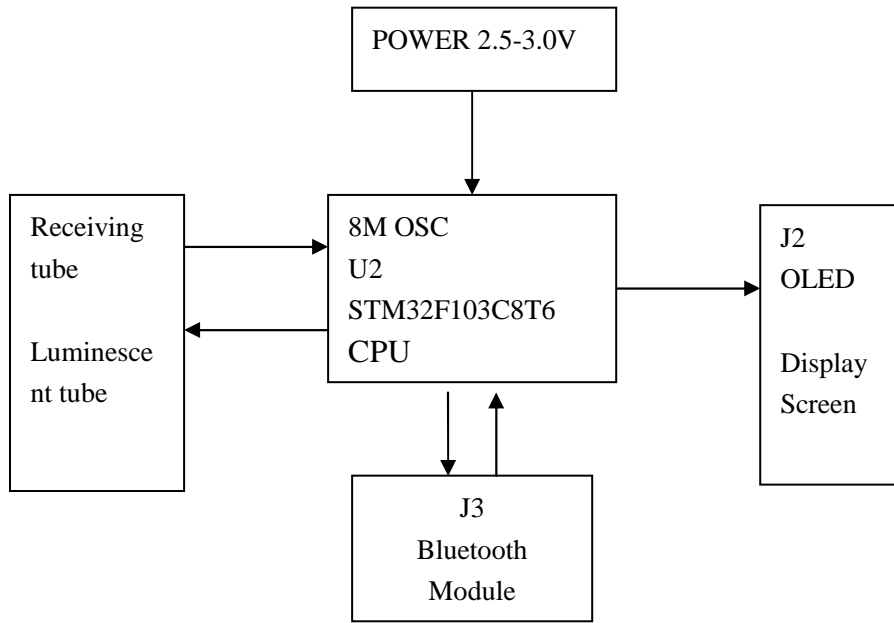 POWER 2.5-3.0V
Receiving
tube
Luminesce
nt tube
8M OSC
U2
STM32F103C8T6
CPU
J2
OLED
Display
Screen
J3
Bluetooth
Module